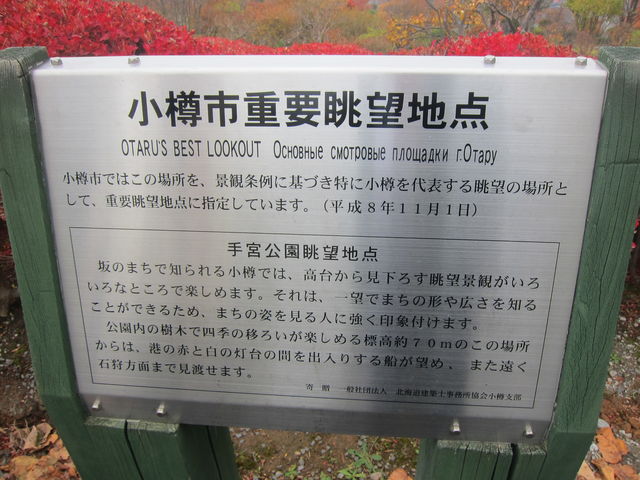 小樽市重要眺望地点
OTARU'S BEST LOOKOUT Основные смотровые площадки г.Отару
小樽市ではこの場所を、景観条例に基づき特に小樽を代表する眺望の場所と
して、重要眺望地点に指定しています。(平成8年11月1日)
手宮公園眺望地点
坂のまちで知られる小樽では、高台から見下ろす眺望景観がいろ
いろなところで楽しめます。それは、一望でまちの形や広さを知る
ことができるため、まちの姿を見る人に強く印象付けます。
公園内の樹木で四季の移ろいが楽しめる標高約70mのこの場所
からは、港の赤と白の灯台の間を出入りする船が望め、また遠く
石狩方面まで見渡せます。
寄贈 一般社団法人 北海道建築士事務所協会小樽支部